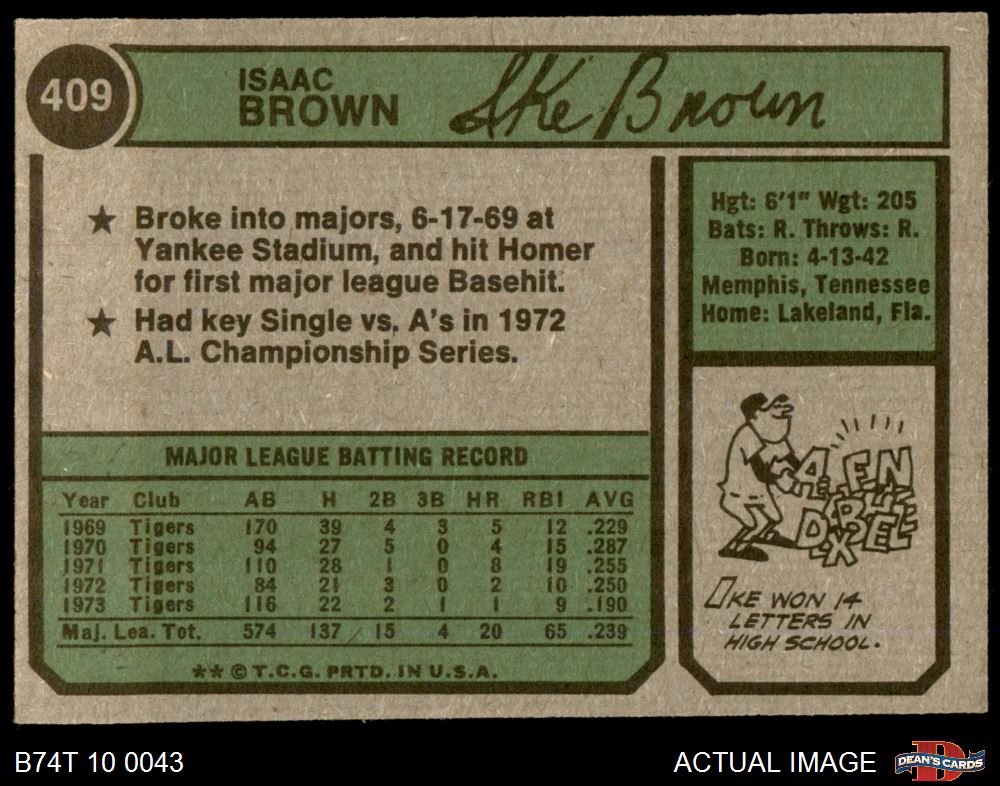 409
ISAAC
BROWN
Ike Brown
★ Broke into majors, 6-17-69 at
Yankee Stadium, and hit Homer
for first major league Basehit.
★ Had key Single vs. A's in 1972
A.L. Championship Series.
Hgt: 6'1" Wgt: 205
Bats: R. Throws: R.
Born: 4-13-42
Memphis, Tennessee
Home: Lakeland, Fla.
MAJOR LEAGUE BATTING RECORD
Year Club AB H 2B 3B HR RBI AVG
1969 Tigers 170 39 4 3 5 12 .229
1970 Tigers 94 27 5 0 4 15 .287
1971 Tigers 110 28 1 0 8 19 .255
1972 Tigers 84 21 3 0 2 10 .250
1973 Tigers 116 22 2 1 1 9 .190
Maj. Lea. Tot. 574 137 15 4 20 65 .239
** © T.C.G. PRTD. IN U.S.A.
IKE WON 14
LETTERS IN
HIGH SCHOOL.
B74T 10 0043
ACTUAL IMAGE
DEAN'S CARDS